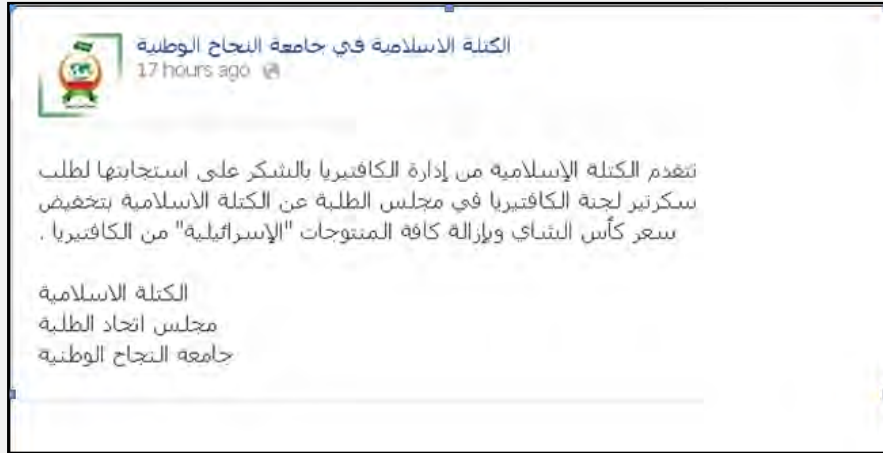 الكتلة الاسلامية في جامعة النجاح الوطنية
17 hours ago
تتقدم الكتلة الإسلامية من إدارة الكافتيريا بالشكر على استجابتها لطلب
سكرتير لجنة الكافتيريا في مجلس الطلبة عن الكتلة الاسلامية بتخفيض
سعر كأس الشاي وبإزالة كافة المنتوجات "الإسرائيلية" من الكافتيريا .
الكتلة الاسلامية
مجلس اتحاد الطلبة
جامعة النجاح الوطنية